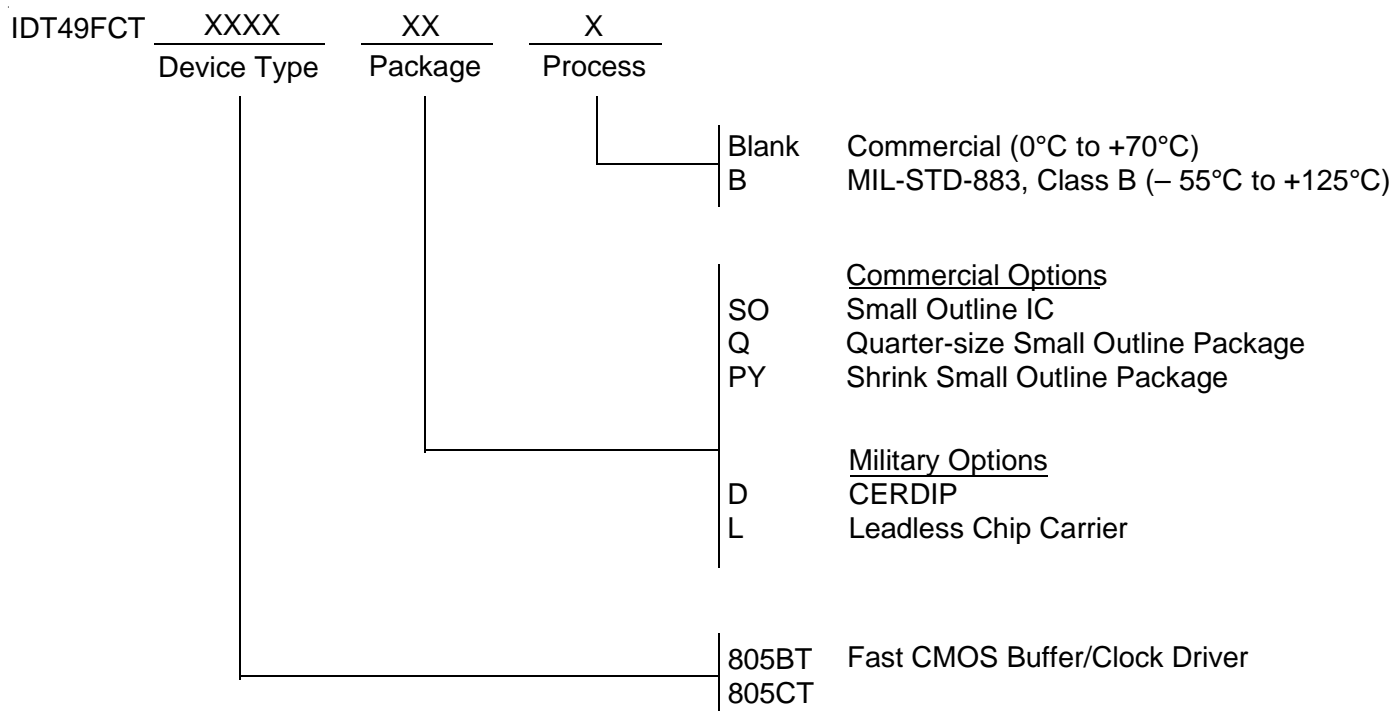 IDT49FCT XXXX XX X
Device Type Package Process
Blank Commercial (0°C to +70°C)
B MIL-STD-883, Class B (– 55°C to +125°C)
Commercial Options
SO Small Outline IC
Q Quarter-size Small Outline Package
PY Shrink Small Outline Package
Military Options
D CERDIP
L Leadless Chip Carrier
805BT Fast CMOS Buffer/Clock Driver
805CT